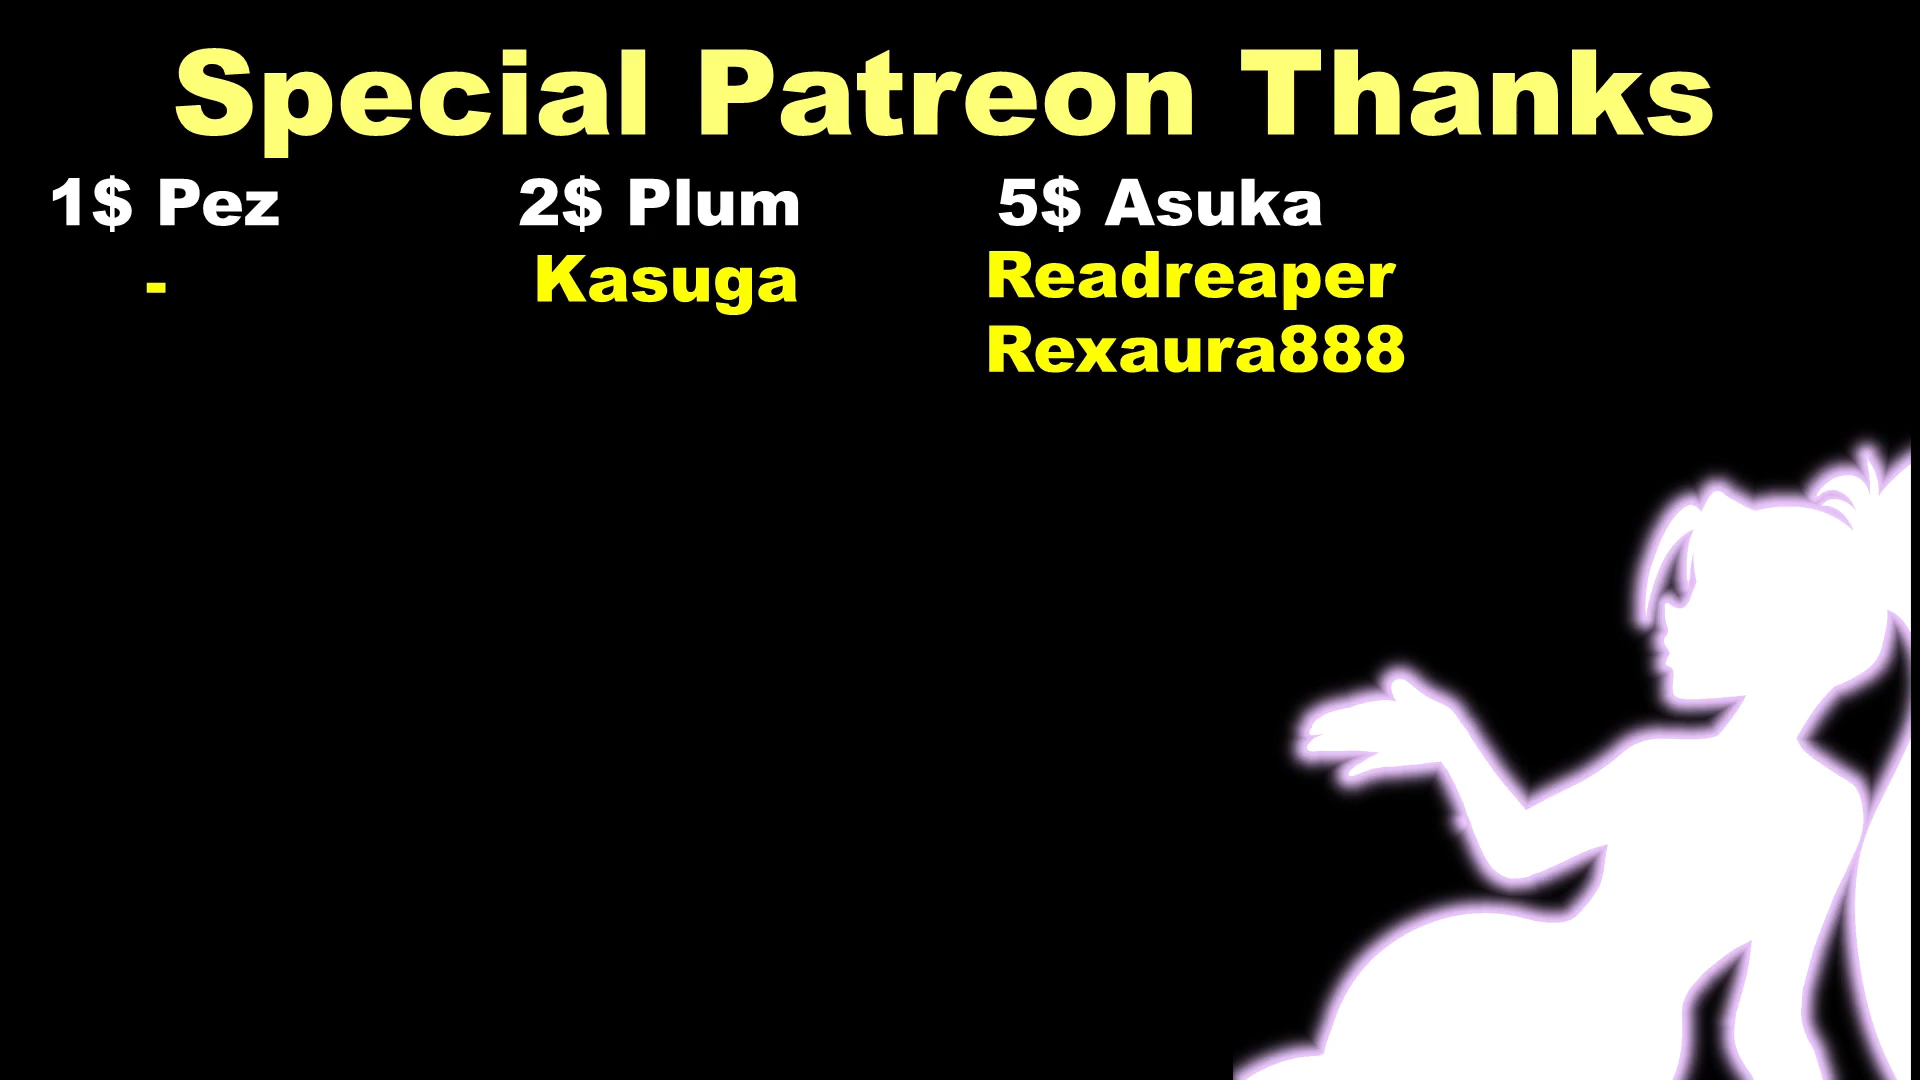 Special Patreon Thanks
1$ Pez 2$ Plum 5$ Asuka
- Kasuga Readreaper
Rexaura888